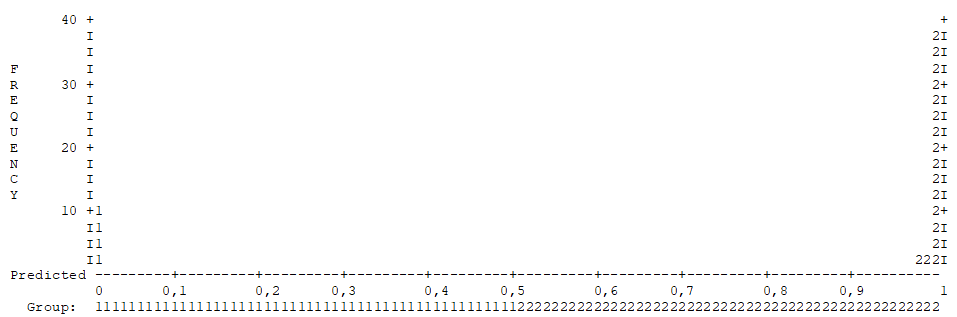 40 + +
I 2I
I 2I
F I 2I
R 30 + 2+
E I 2I
Q I 2I
U I 2I
E 20 + 2+
N I 2I
C I 2I
Y I 2I
10 +1 2+
I1 2I
I1 2I
I1 222I
Predicted ---------+---------+---------+---------+---------+---------+---------+---------+---------+-----------
0 0,1 0,2 0,3 0,4 0,5 0,6 0,7 0,8 0,9 1
Group: 1111111111111111111111111111111111111111111111111122222222222222222222222222222222222222222222222222